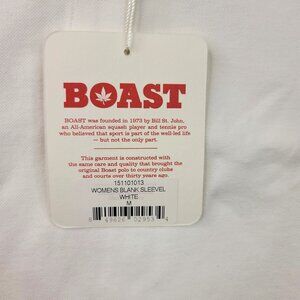 BOAST
BOAST was founded in 1973 by Bill St. John,
an All-American squash player and tennis pro
who believed that sport is part of the well-led life
— but not the only part.
This garment is constructed with
the same care and quality that brought the
original Boast polo to country clubs
and courts over thirty years ago.
151101013
WOMENS BLANK SLEEVEL
WHITE
M